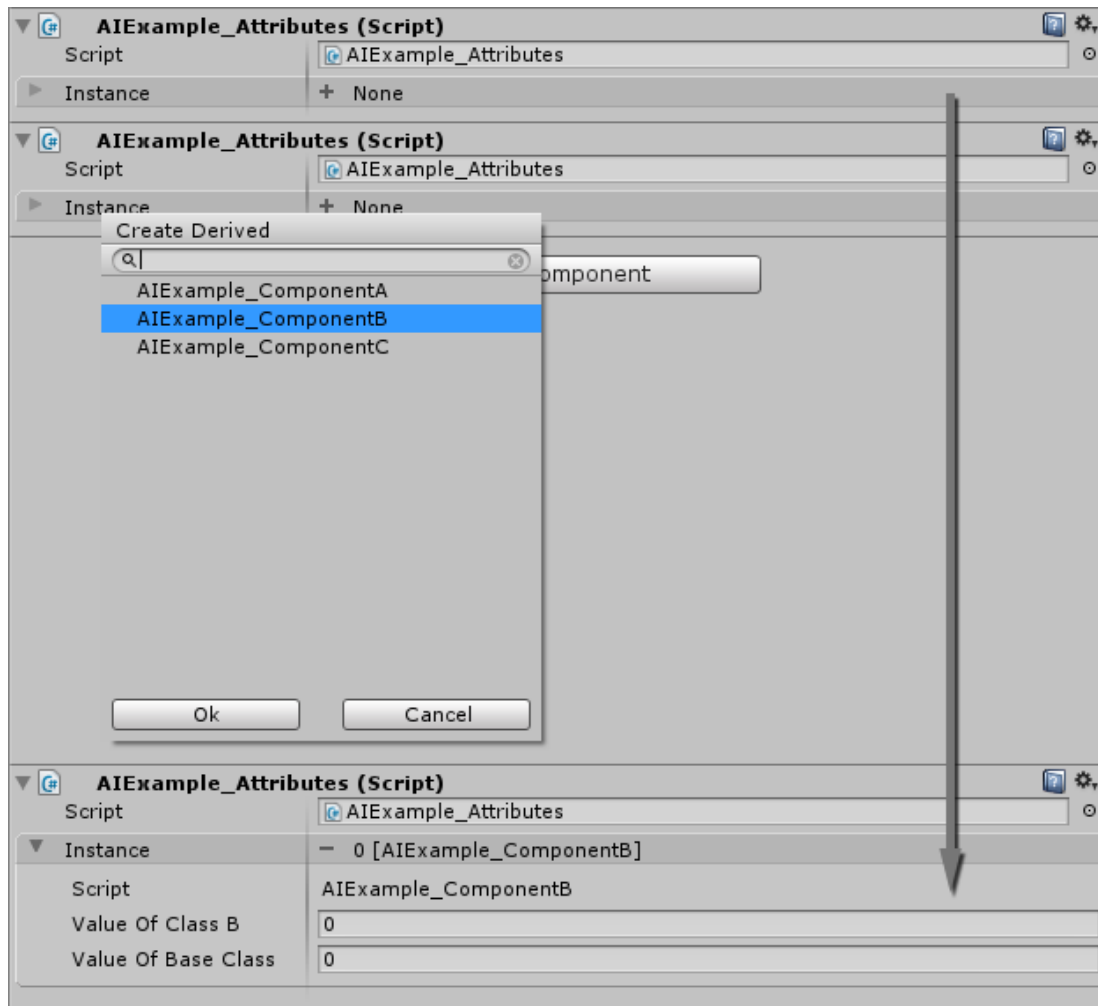 AIExample_Attributes (Script)
Script AIExample_Attributes
Instance + None
AIExample_Attributes (Script)
Script AIExample_Attributes
Instance + None
Create Derived
omponent
AIExample_ComponentA
AIExample_ComponentB
AIExample_ComponentC
Ok Cancel
AIExample_Attributes (Script)
Script AIExample_Attributes
Instance − 0 [AIExample_ComponentB]
Script AIExample_ComponentB
Value Of Class B 0
Value Of Base Class 0